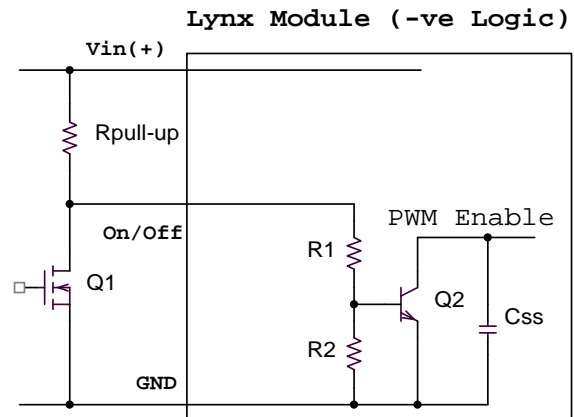 Lynx Module (-ve Logic)
Vin(+)
Rpull-up
PWM Enable
On/Off
R1
Q1
Q2
Css
R2
GND